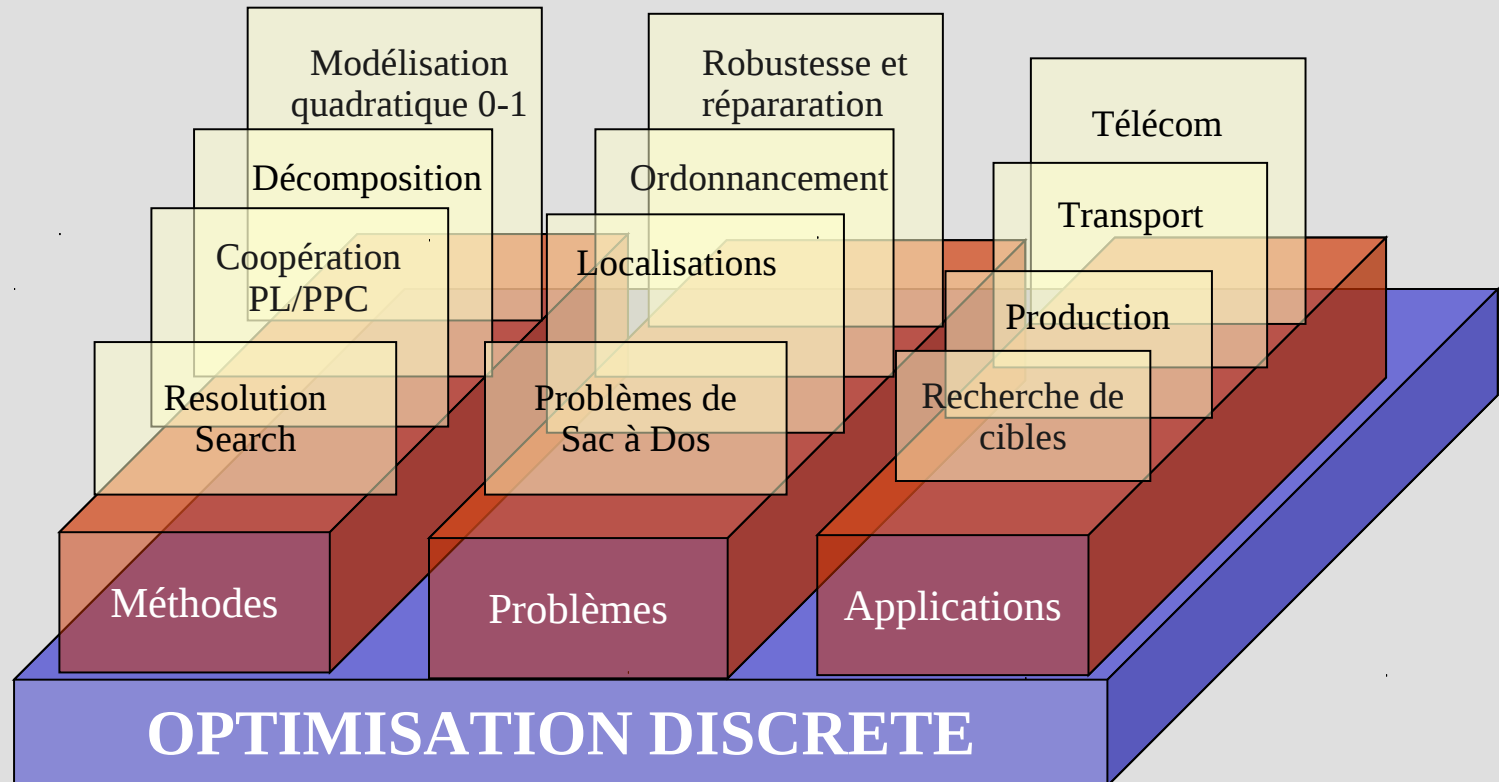 Modélisation
quadratique 0-1
Décomposition
Coopération
PL/PPC
Resolution
Search
Méthodes
Robustesse et
répararation
Ordonnancement
Localisations
Problèmes de
Sac à Dos
Problèmes
Télécom
Transport
Production
Recherche de
cibles
Applications
OPTIMISATION DISCRETE